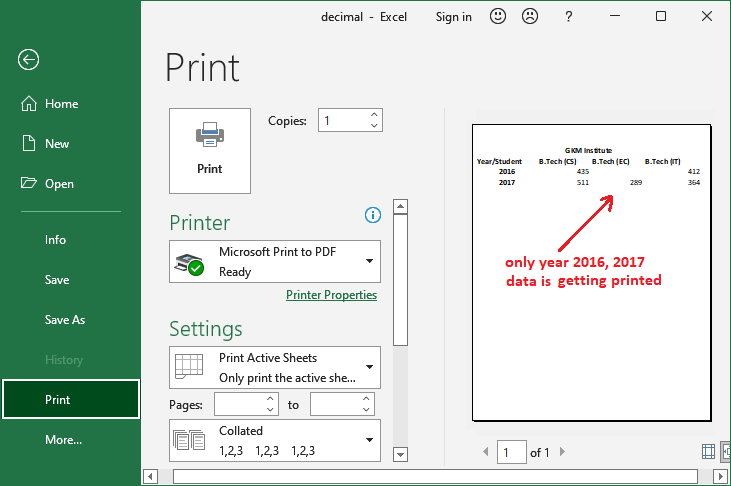 decimal - Excel Sign in ?
Print
Home
New
Open
Info
Save
Save As
History
Print
More...
Print
Copies: 1
Printer
Microsoft Print to PDF
Ready
Printer Properties
Settings
Print Active Sheets
Only print the active she...
Pages: to
Collated
1,2,3 1,2,3 1,2,3
GKM Institute
Year/Student B.Tech (CS) B.Tech (EC) B.Tech (IT)
2016 435 412
2017 511 289 364
only year 2016, 2017
data is getting printed
1 of 1